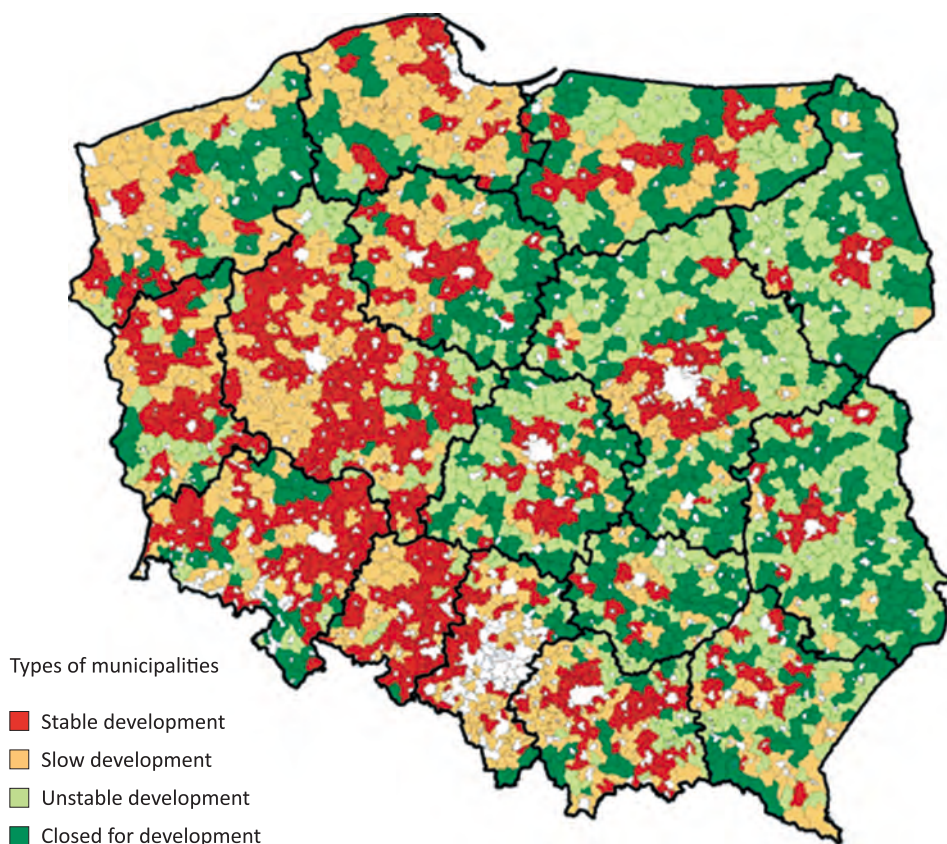 Types of municipalities
Stable development
Slow development
Unstable development
Closed for development